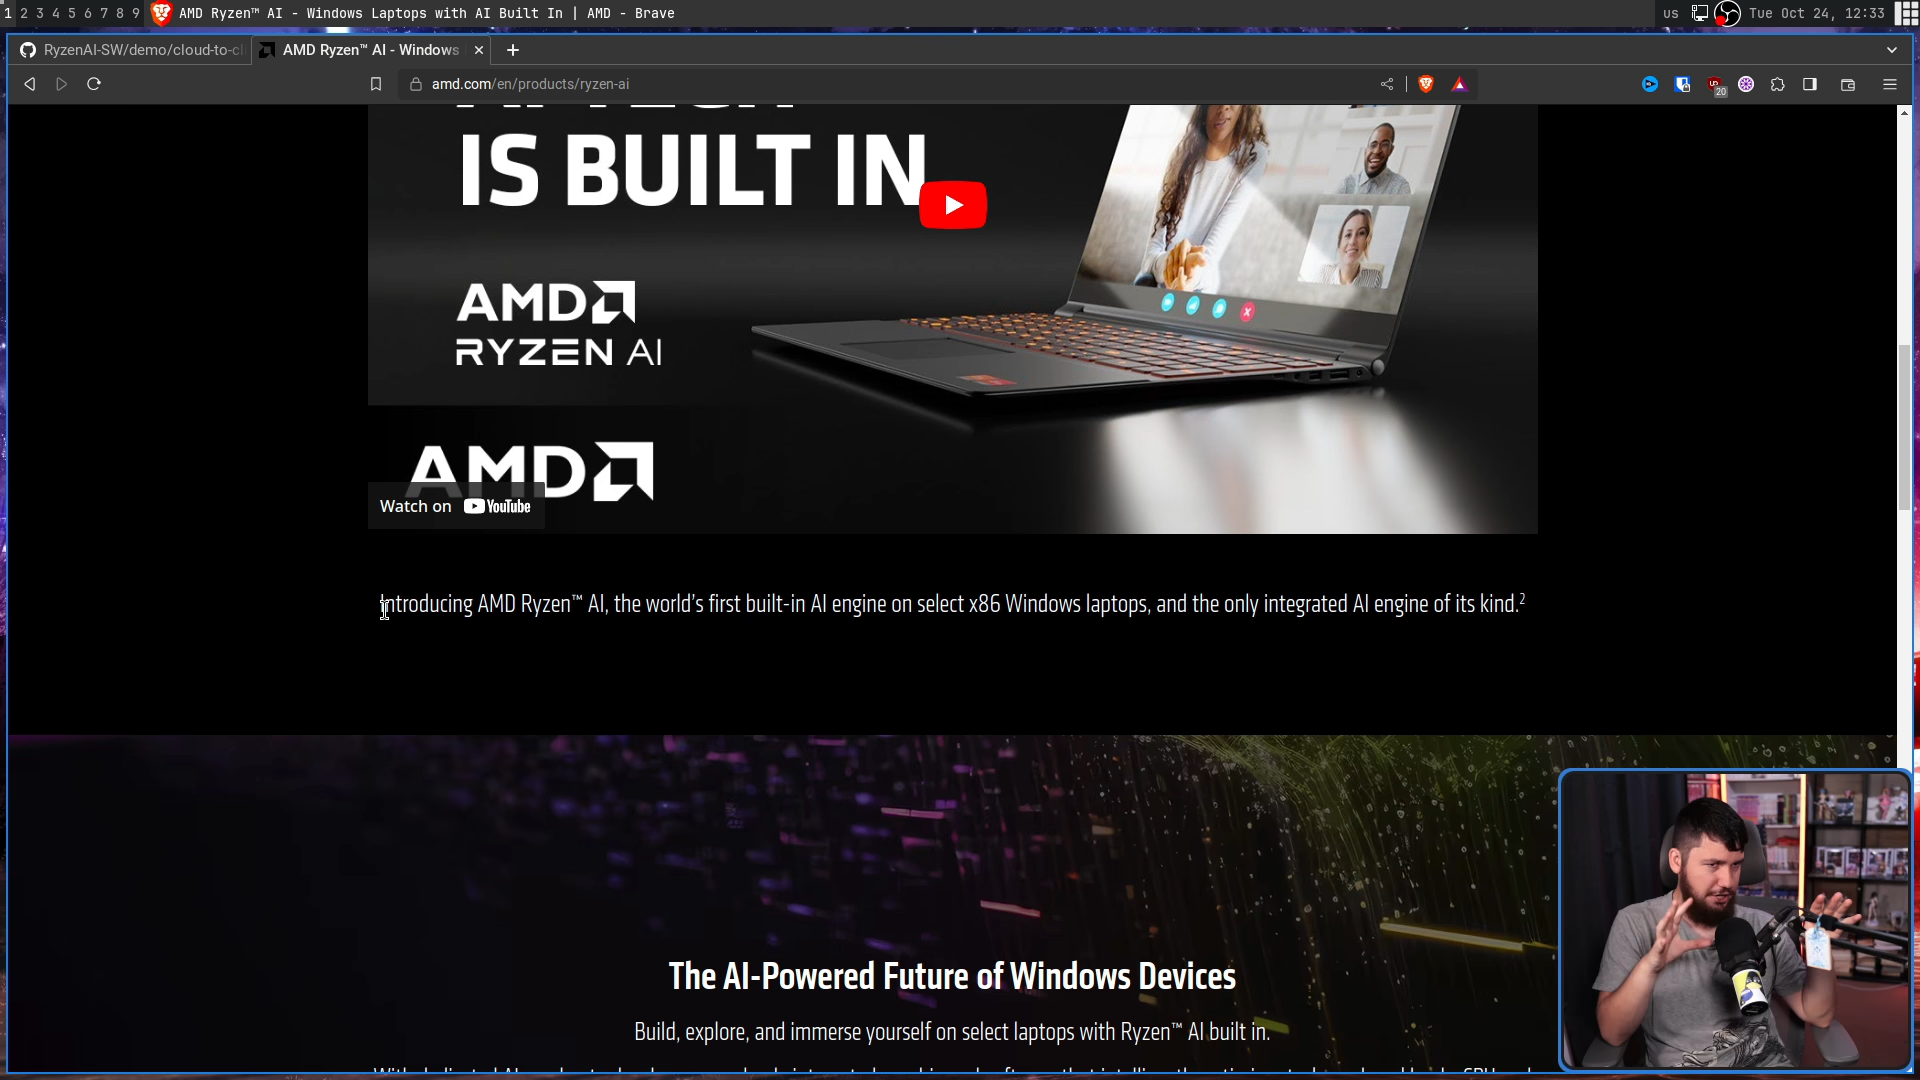 1 2 3 4 5 6 7 8 9 AMD Ryzen™ AI - Windows Laptops with AI Built In | AMD - Brave us Tue Oct 24, 12:33
RyzenAI-SW/demo/cloud-to-cl AMD Ryzen™ AI - Windows
amd.com/en/products/ryzen-ai 20
IS BUILT IN
AMD
RYZEN AI
AMD
Watch on YouTube
Introducing AMD Ryzen™ AI, the world's first built-in AI engine on select x86 Windows laptops, and the only integrated AI engine of its kind.²
The AI-Powered Future of Windows Devices
Build, explore, and immerse yourself on select laptops with Ryzen™ AI built in.